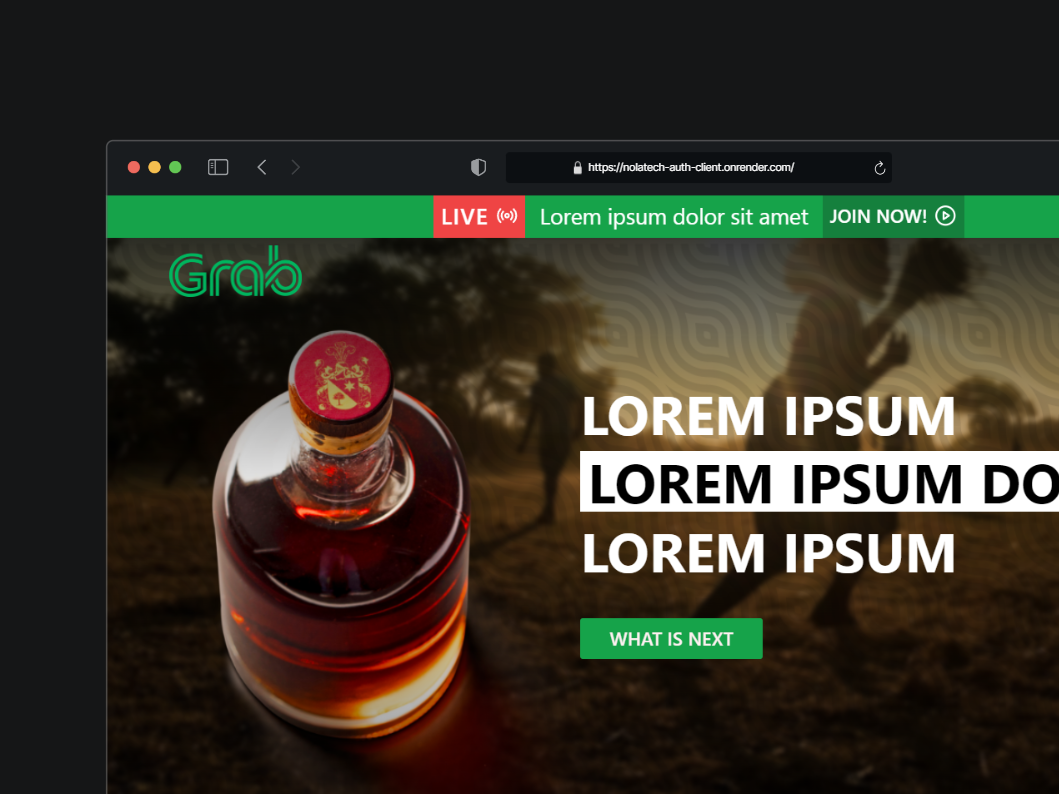 https://nolatech-auth-client.onrender.com/
LIVE Lorem ipsum dolor sit amet JOIN NOW!
Grab
LOREM IPSUM
LOREM IPSUM DO
LOREM IPSUM
WHAT IS NEXT